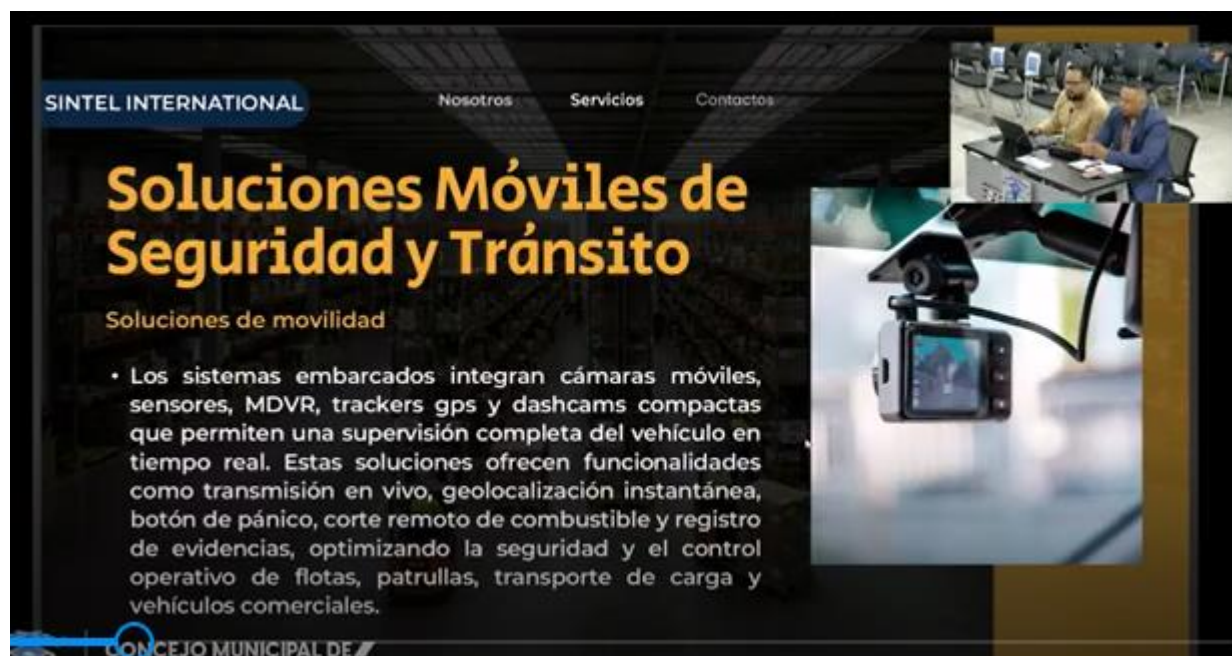 SINTEL INTERNATIONAL
Nosotros Servicios Contactos
Soluciones Móviles de
Seguridad y Tránsito
Soluciones de movilidad
• Los sistemas embarcados integran cámaras móviles,
sensores, MDVR, trackers gps y dashcams compactas
que permiten una supervisión completa del vehículo en
tiempo real. Estas soluciones ofrecen funcionalidades
como transmisión en vivo, geolocalización instantánea,
botón de pánico, corte remoto de combustible y registro
de evidencias, optimizando la seguridad y el control
operativo de flotas, patrullas, transporte de carga y
vehículos comerciales.
CONCEJO MUNICIPAL DE